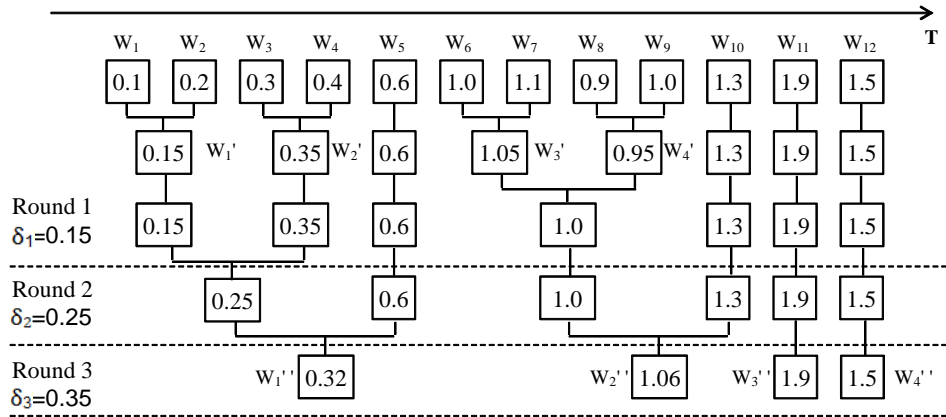 T
W₁ W₂ W₃ W₄ W₅ W₆ W₇ W₈ W₉ W₁₀ W₁₁ W₁₂
0.1 0.2 0.3 0.4 0.6 1.0 1.1 0.9 1.0 1.3 1.9 1.5
0.15 W₁' 0.35 W₂' 0.6 1.05 W₃' 0.95 W₄' 1.3 1.9 1.5
Round 1
δ₁=0.15
0.15 0.35 0.6 1.0 1.3 1.9 1.5
Round 2
δ₂=0.25
0.25 0.6 1.0 1.3 1.9 1.5
Round 3
δ₃=0.35
W₁'' 0.32 W₂'' 1.06 W₃'' 1.9 1.5 W₄''